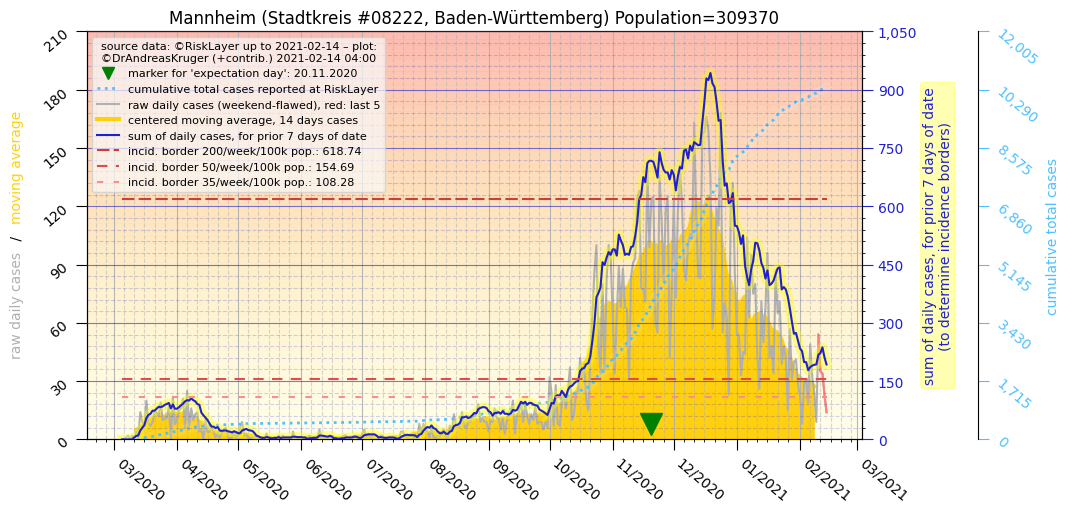 Mannheim (Stadtkreis #08222, Baden-Württemberg) Population=309370
source data: ©RiskLayer up to 2021-02-14 – plot:
©DrAndreasKruger (+contrib.) 2021-02-14 04:00
marker for 'expectation day': 20.11.2020
cumulative total cases reported at RiskLayer
raw daily cases (weekend-flawed), red: last 5
centered moving average, 14 days cases
sum of daily cases, for prior 7 days of date
incid. border 200/week/100k pop.: 618.74
incid. border 50/week/100k pop.: 154.69
incid. border 35/week/100k pop.: 108.28
raw daily cases / moving average
210
180
150
120
90
60
30
0
03/2020
04/2020
05/2020
06/2020
07/2020
08/2020
09/2020
10/2020
11/2020
12/2020
01/2021
02/2021
03/2021
1,050
900
750
600
450
300
150
0
sum of daily cases, for prior 7 days of date
(to determine incidence borders)
12,005
10,290
8,575
6,860
5,145
3,430
1,715
0
cumulative total cases